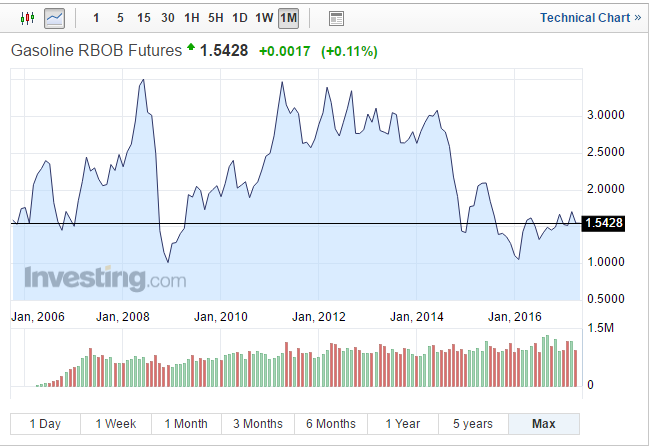 1 5 15 30 1H 5H 1D 1W 1M Technical Chart »
Gasoline RBOB Futures 1.5428 +0.0017 (+0.11%)
3.0000
2.5000
2.0000
1.5428
1.0000
0.5000
Investing.com
Jan, 2006 Jan, 2008 Jan, 2010 Jan, 2012 Jan, 2014 Jan, 2016
1.5M
0
1 Day 1 Week 1 Month 3 Months 6 Months 1 Year 5 years Max